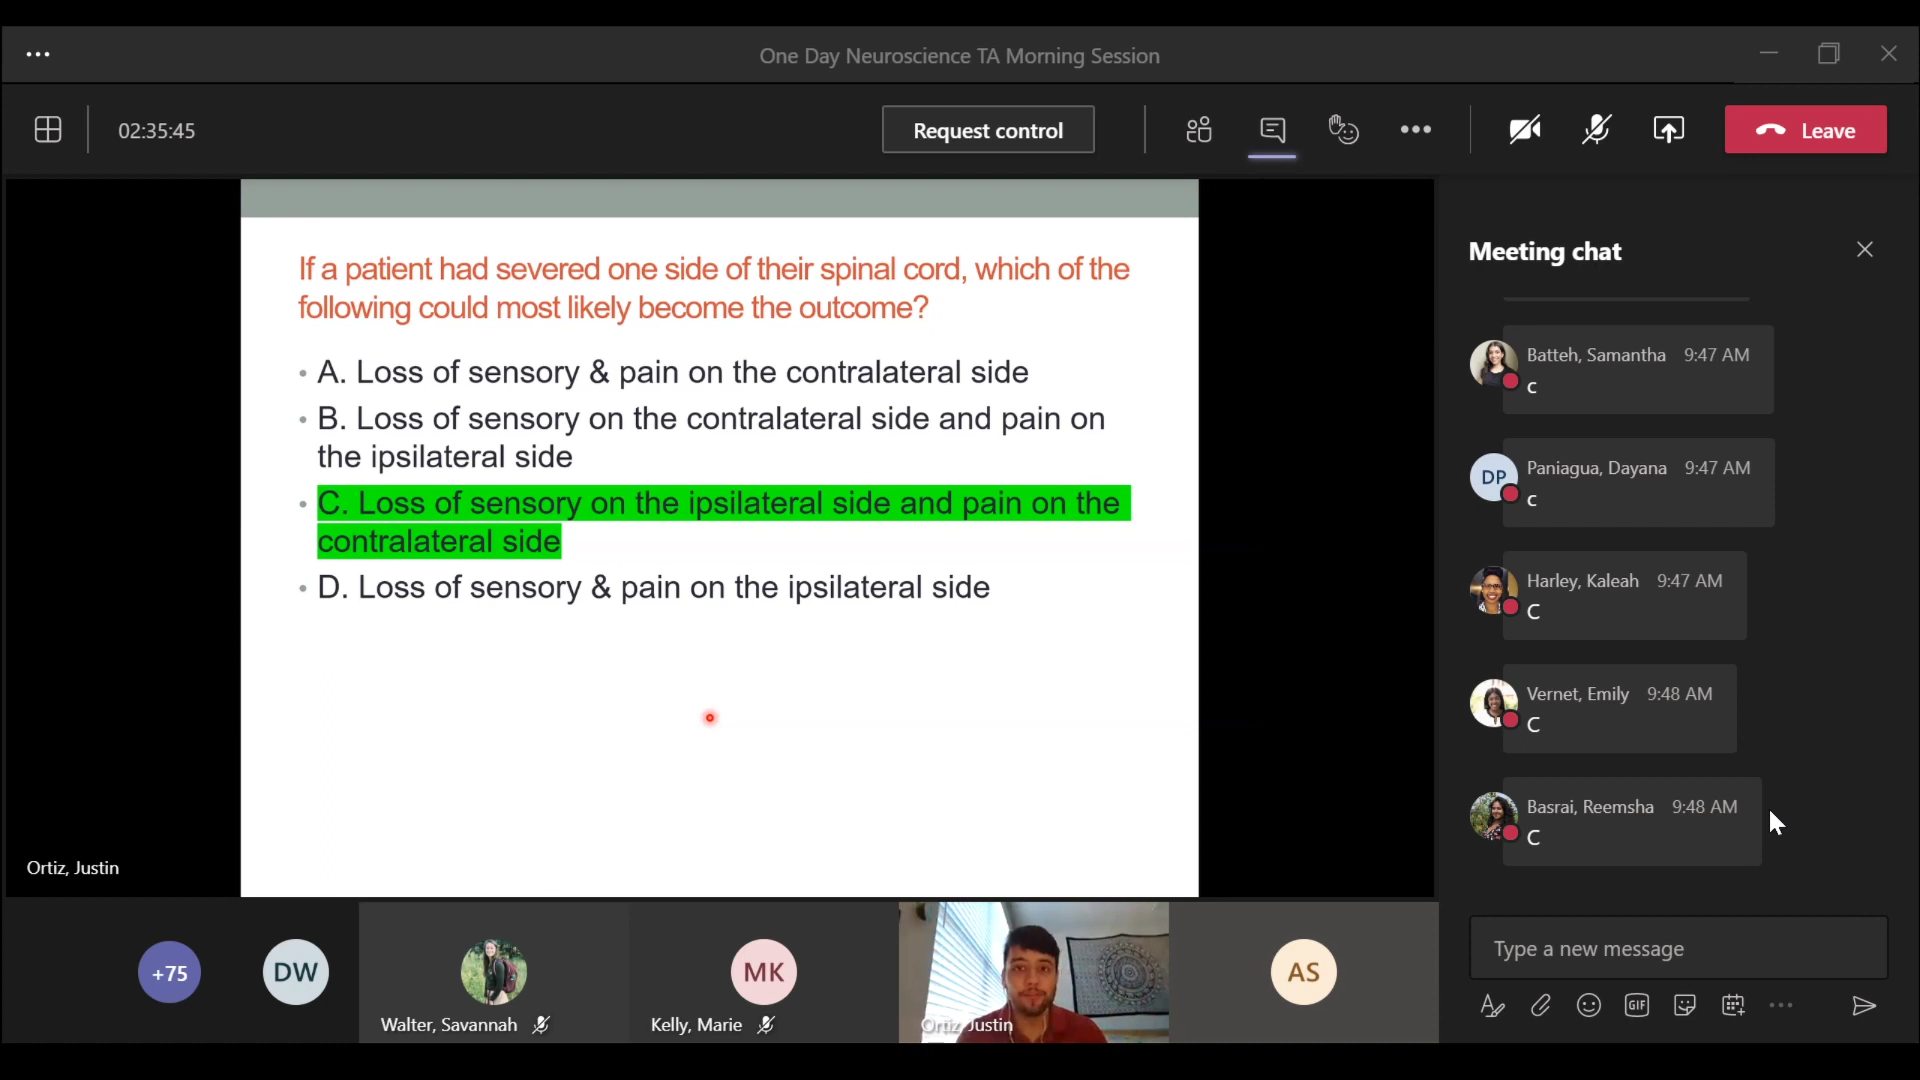 One Day Neuroscience TA Morning Session
02:35:45
Request control
Leave
If a patient had severed one side of their spinal cord, which of the
following could most likely become the outcome?
• A. Loss of sensory & pain on the contralateral side
• B. Loss of sensory on the contralateral side and pain on
the ipsilateral side
• C. Loss of sensory on the ipsilateral side and pain on the
contralateral side
• D. Loss of sensory & pain on the ipsilateral side
Ortiz, Justin
+75
DW
Walter, Savannah
MK
Kelly, Marie
Ortiz, Justin
AS
Meeting chat
Batteh, Samantha 9:47 AM
c
DP
Paniagua, Dayana 9:47 AM
c
Harley, Kaleah 9:47 AM
C
Vernet, Emily 9:48 AM
C
Basrai, Reemsha 9:48 AM
C
Type a new message
GIF